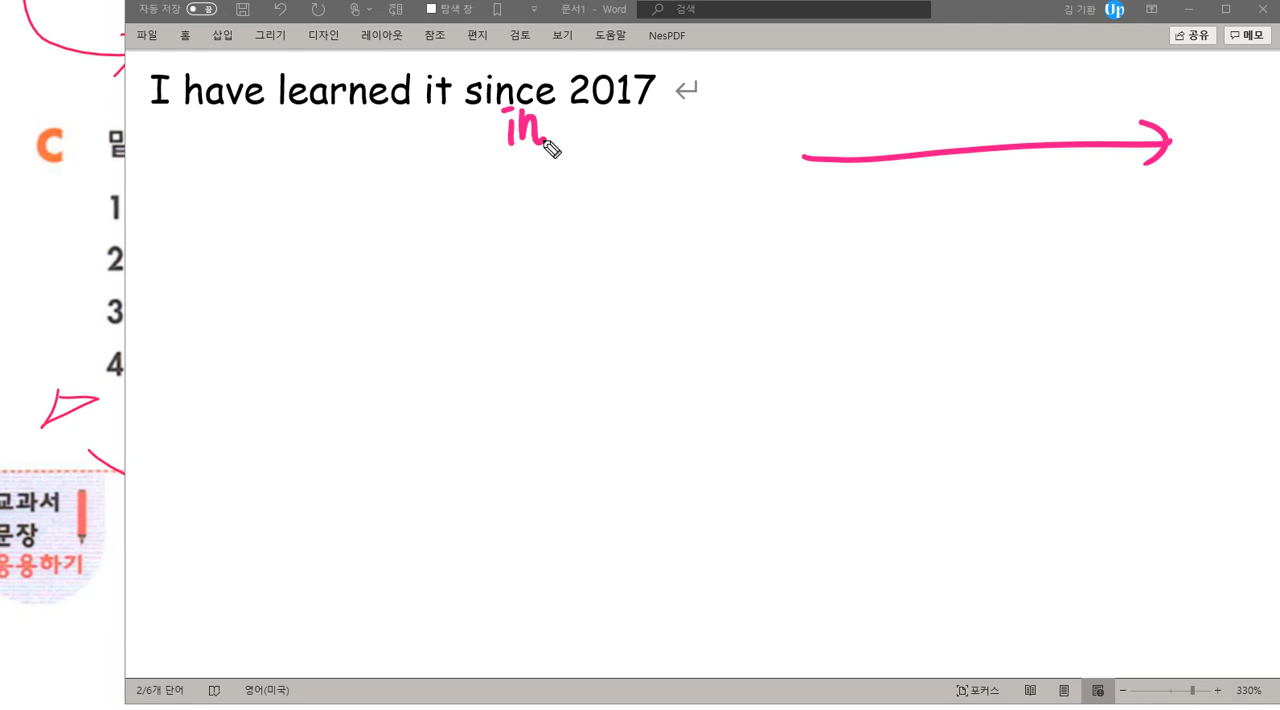 자동 저장 끔 탐색 창 문서1 - Word 검색 김 기환 Up
파일 홈 삽입 그리기 디자인 레이아웃 참조 편지 검토 보기 도움말 NesPDF 공유 메모
I have learned it since 2017
in
C
1
2
3
4
교과서
문장
응용하기
2/6개 단어 영어(미국) 포커스 330%